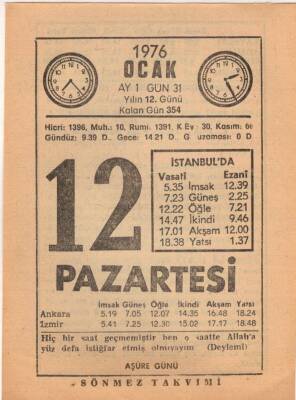 1976
OCAK
AY 1 GÜN 31
Yılın 12. Günü
Kalan Gün 354
Hicri: 1396, Muh.: 10, Rumi: 1391, K Ey : 30, Kasım: 66
Gündüz: 9.39 D., Gece: 14 21 D., G uzaması: 0 D
12
İSTANBUL'DA
Vasati Ezani
5.35 İmsak 12.39
7.23 Güneş 2.25
12.22 Öğle 7.21
14.47 İkindi 9.46
17.01 Akşam 12.00
18.38 Yatsı 1.37
PAZARTESİ
İmsak Güneş Öğle İkindi Akşam Yatsı
Ankara 5.19 7.05 12.07 14.35 16.48 18.24
İzmir 5.41 7.25 12.30 15.02 17.17 18.48
Hiç bir saat geçmemiştir ben o saatte Allah'a
yüz defa istiğfar etmiş olmıyayım (Deylemi)
AŞÛRE GÜNÜ
SÖNMEZ TAKVİMİ